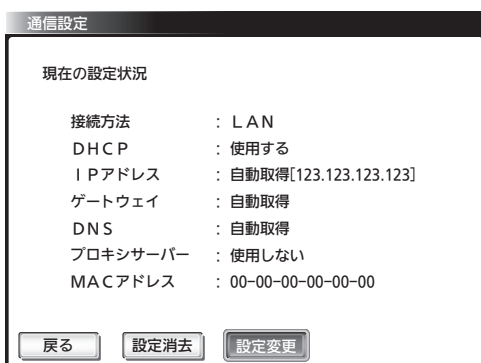 通信設定
現在の設定状況
接続方法 : ＬＡＮ
ＤＨＣＰ : 使用する
ＩＰアドレス : 自動取得[123.123.123.123]
ゲートウェイ : 自動取得
ＤＮＳ : 自動取得
プロキシサーバー : 使用しない
ＭＡＣアドレス : 00-00-00-00-00-00
戻る 設定消去 設定変更